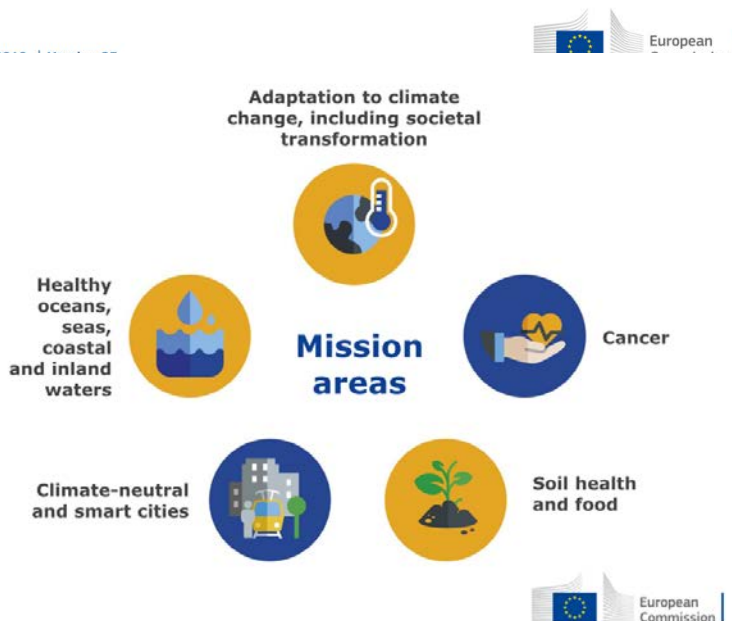 European
Adaptation to climate
change, including societal
transformation
Healthy
oceans,
seas,
coastal
and inland
waters
Mission
areas
Cancer
Climate-neutral
and smart cities
Soil health
and food
European
Commission